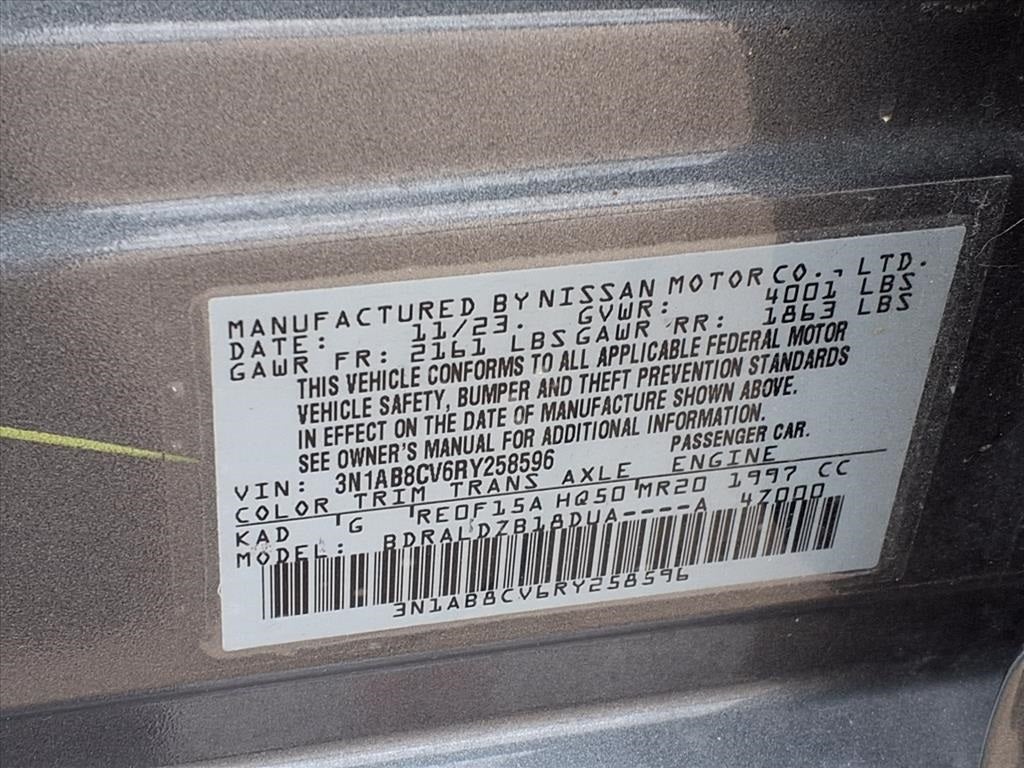 MANUFACTURED BY NISSAN MOTOR CO., LTD.
DATE: 11/23. GVWR: 4001 LBS
GAWR FR: 2161 LBS GAWR RR: 1863 LBS
THIS VEHICLE CONFORMS TO ALL APPLICABLE FEDERAL MOTOR
VEHICLE SAFETY, BUMPER AND THEFT PREVENTION STANDARDS
IN EFFECT ON THE DATE OF MANUFACTURE SHOWN ABOVE.
SEE OWNER'S MANUAL FOR ADDITIONAL INFORMATION.
VIN: 3N1AB8CV6RY258596 PASSENGER CAR.
COLOR TRIM TRANS AXLE ENGINE
KAD G RE0F15A HQ50 MR20 1997 CC
MODEL: BDRALDZB18DUA----A 4Z000
3N1AB8CV6RY258596